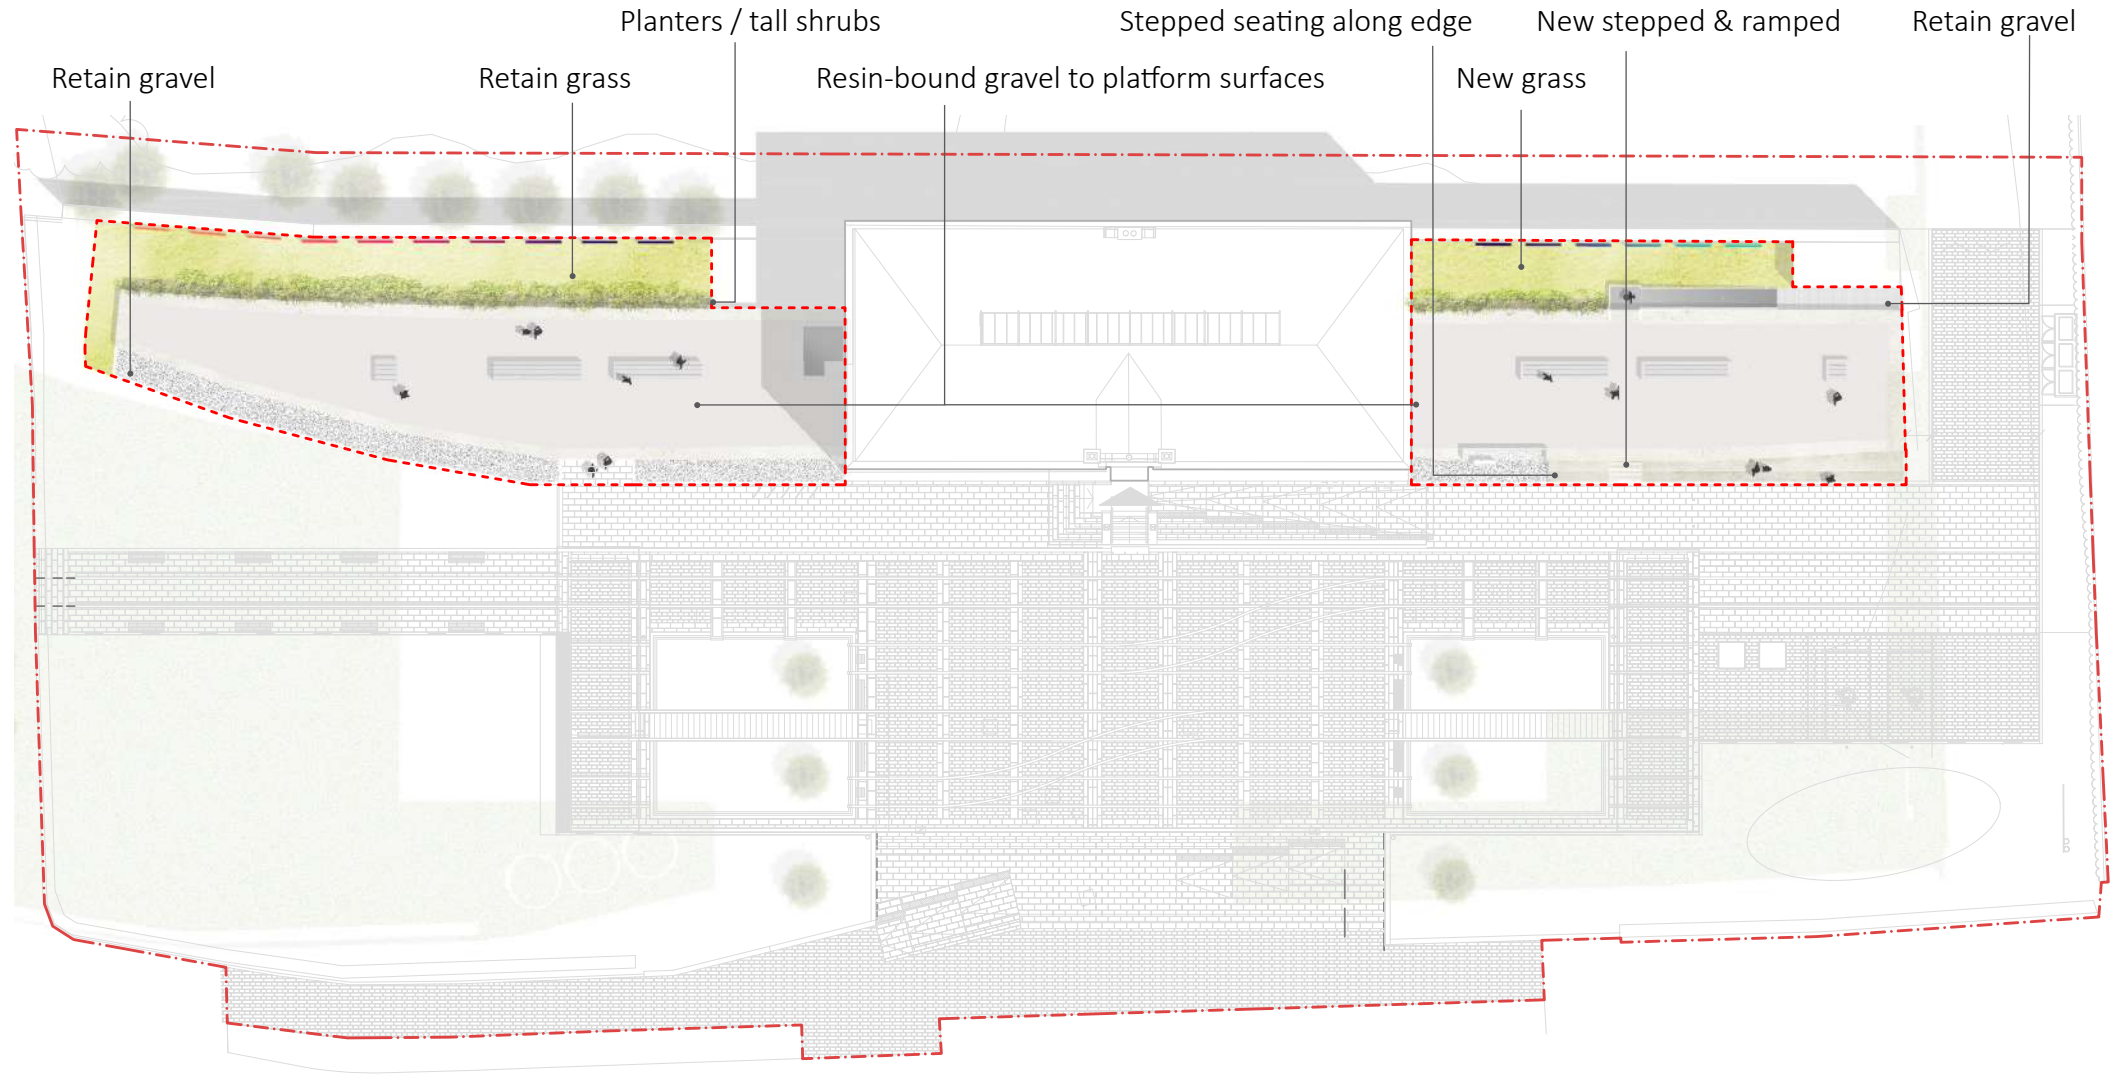 Planters / tall shrubs
Stepped seating along edge
New stepped & ramped
Retain gravel
Retain gravel
Retain grass
Resin-bound gravel to platform surfaces
New grass